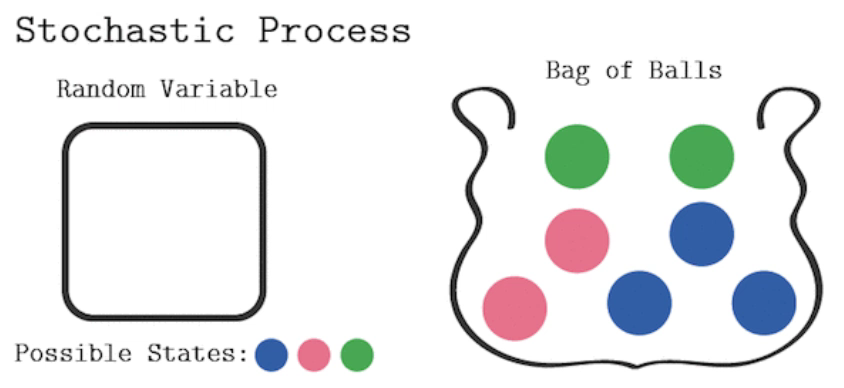 Stochastic Process
Random Variable
Bag of Balls
Possible States: